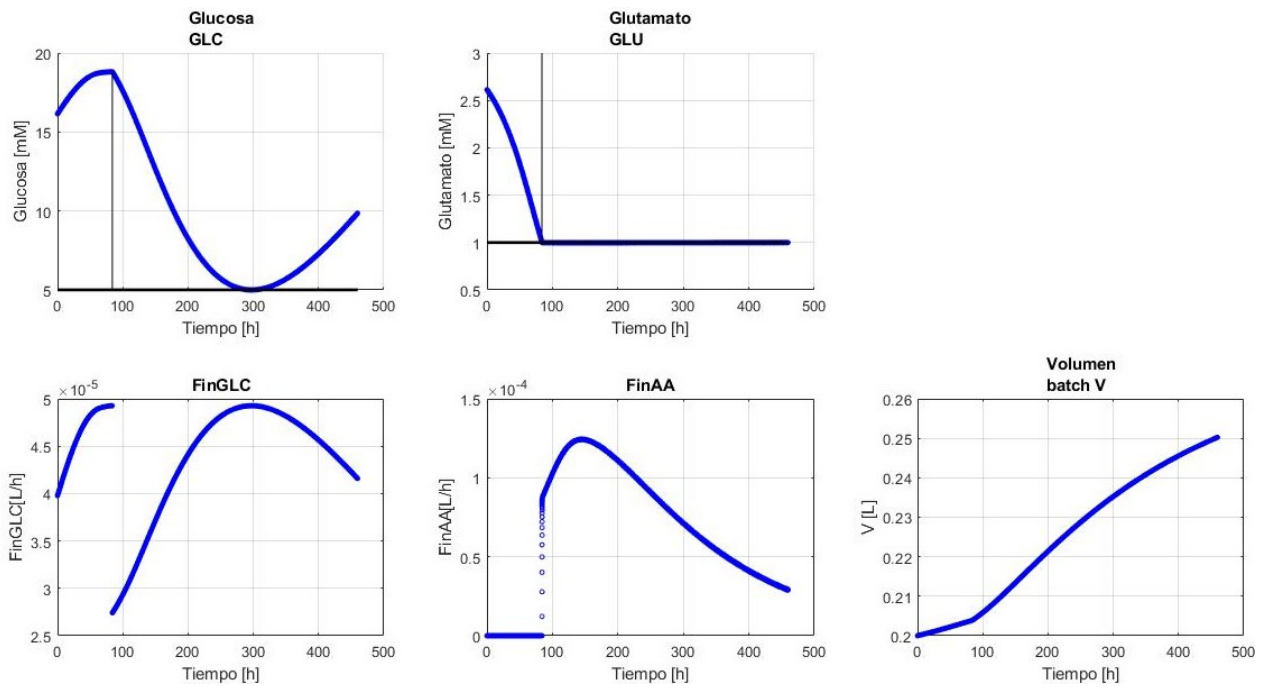 Glucosa
GLC
Glucosa [mM]
20
15
10
5
0 100 200 300 400 500
Tiempo [h]
Glutamato
GLU
Glutamato [mM]
3
2.5
2
1.5
1
0.5
0 100 200 300 400 500
Tiempo [h]
FinGLC
×10⁻⁵
FinGLC[L/h]
5
4.5
4
3.5
3
2.5
0 100 200 300 400 500
Tiempo [h]
FinAA
×10⁻⁴
FinAA[L/h]
1.5
1
0.5
0
0 100 200 300 400 500
Tiempo [h]
Volumen
batch V
V [L]
0.26
0.25
0.24
0.23
0.22
0.21
0.2
0 100 200 300 400 500
Tiempo [h]